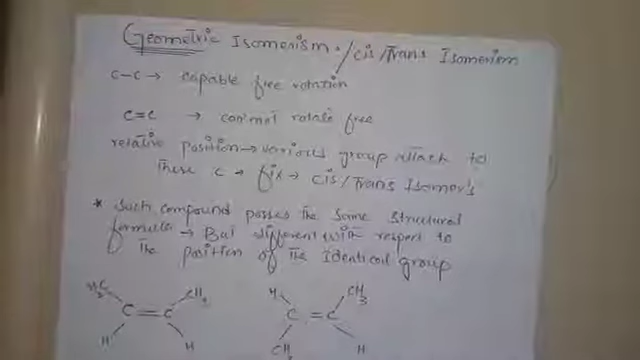 Geometric Isomerism / cis/Trans Isomerism
C-C → capable free rotation
C=C → can'not rotate free
relative position → various group attach to
These C → fix → cis/Trans Isomer's
* Such compound posses the same structural
formula → But different with respect to
The position of The Identical group
H3C CH3 H CH3
C=C C=C
H H CH3 H